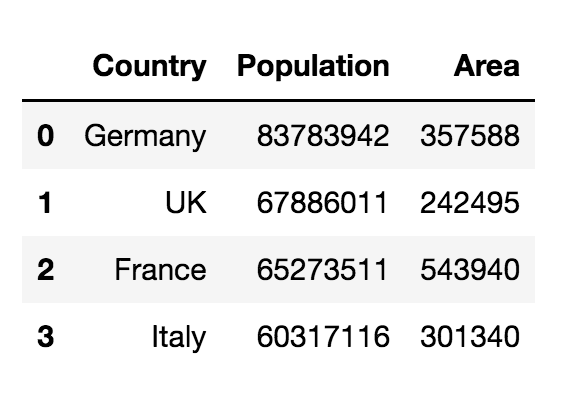 Country Population Area
0 Germany 83783942 357588
1 UK 67886011 242495
2 France 65273511 543940
3 Italy 60317116 301340